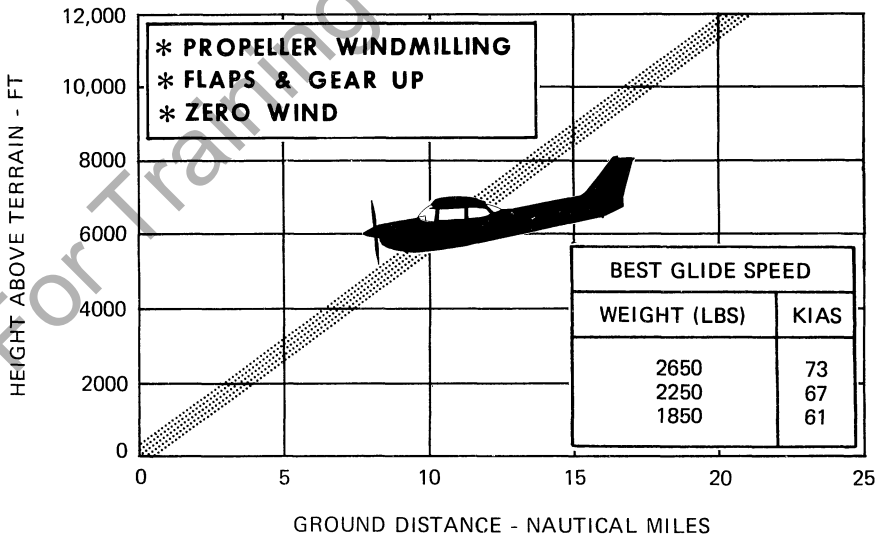 For Training
12,000
10,000
8000
6000
4000
2000
0
HEIGHT ABOVE TERRAIN - FT
* PROPELLER WINDMILLING
* FLAPS & GEAR UP
* ZERO WIND
BEST GLIDE SPEED
WEIGHT (LBS) KIAS
2650 73
2250 67
1850 61
0 5 10 15 20 25
GROUND DISTANCE - NAUTICAL MILES